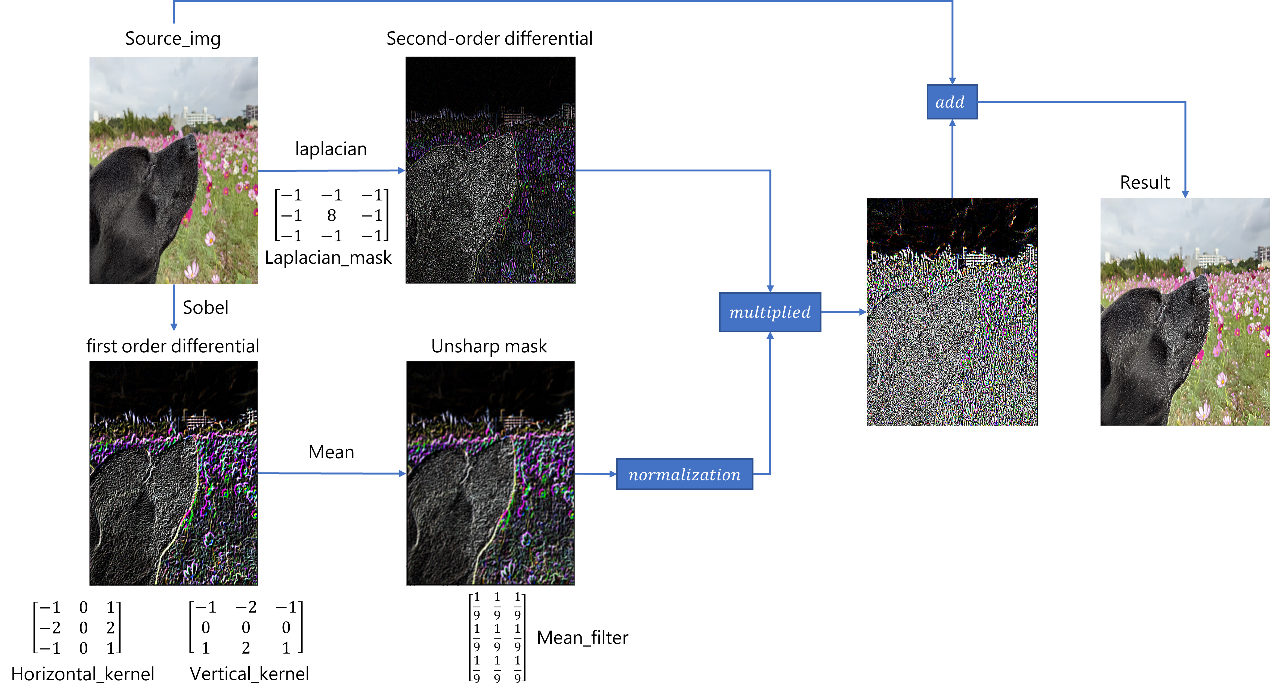 Source_img
Second-order differential
add
laplacian
Result
[−1 −1 −1
−1 8 −1
−1 −1 −1]
Laplacian_mask
Sobel
multiplied
first order differential
Unsharp mask
Mean
normalization
[−1 0 1
−2 0 2
−1 0 1]
Horizontal_kernel
[−1 −2 −1
0 0 0
1 2 1]
Vertical_kernel
[1/9 1/9 1/9
1/9 1/9 1/9
1/9 1/9 1/9]
Mean_filter